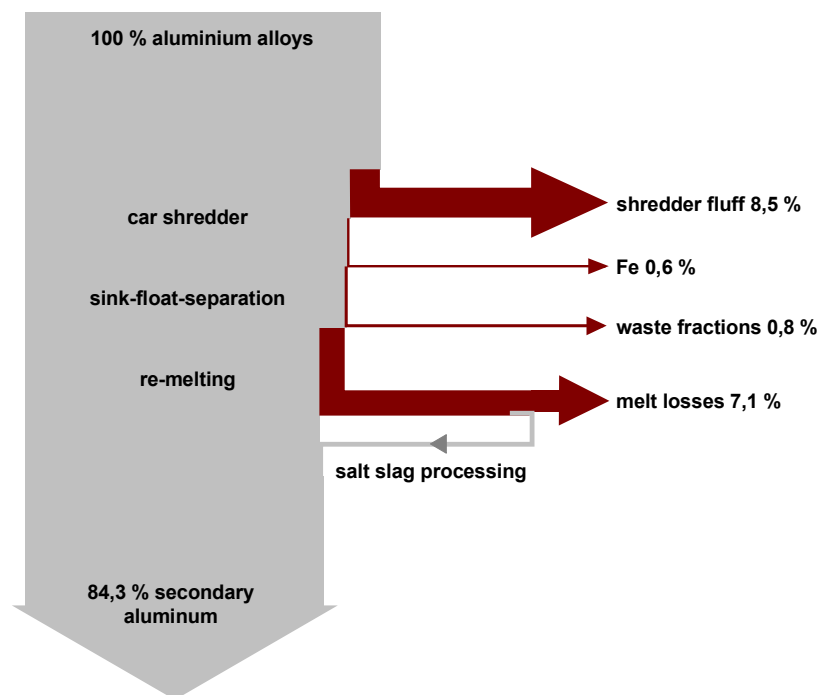 100 % aluminium alloys
shredder fluff 8,5 %
car shredder
Fe 0,6 %
sink-float-separation
waste fractions 0,8 %
re-melting
melt losses 7,1 %
salt slag processing
84,3 % secondary
aluminum